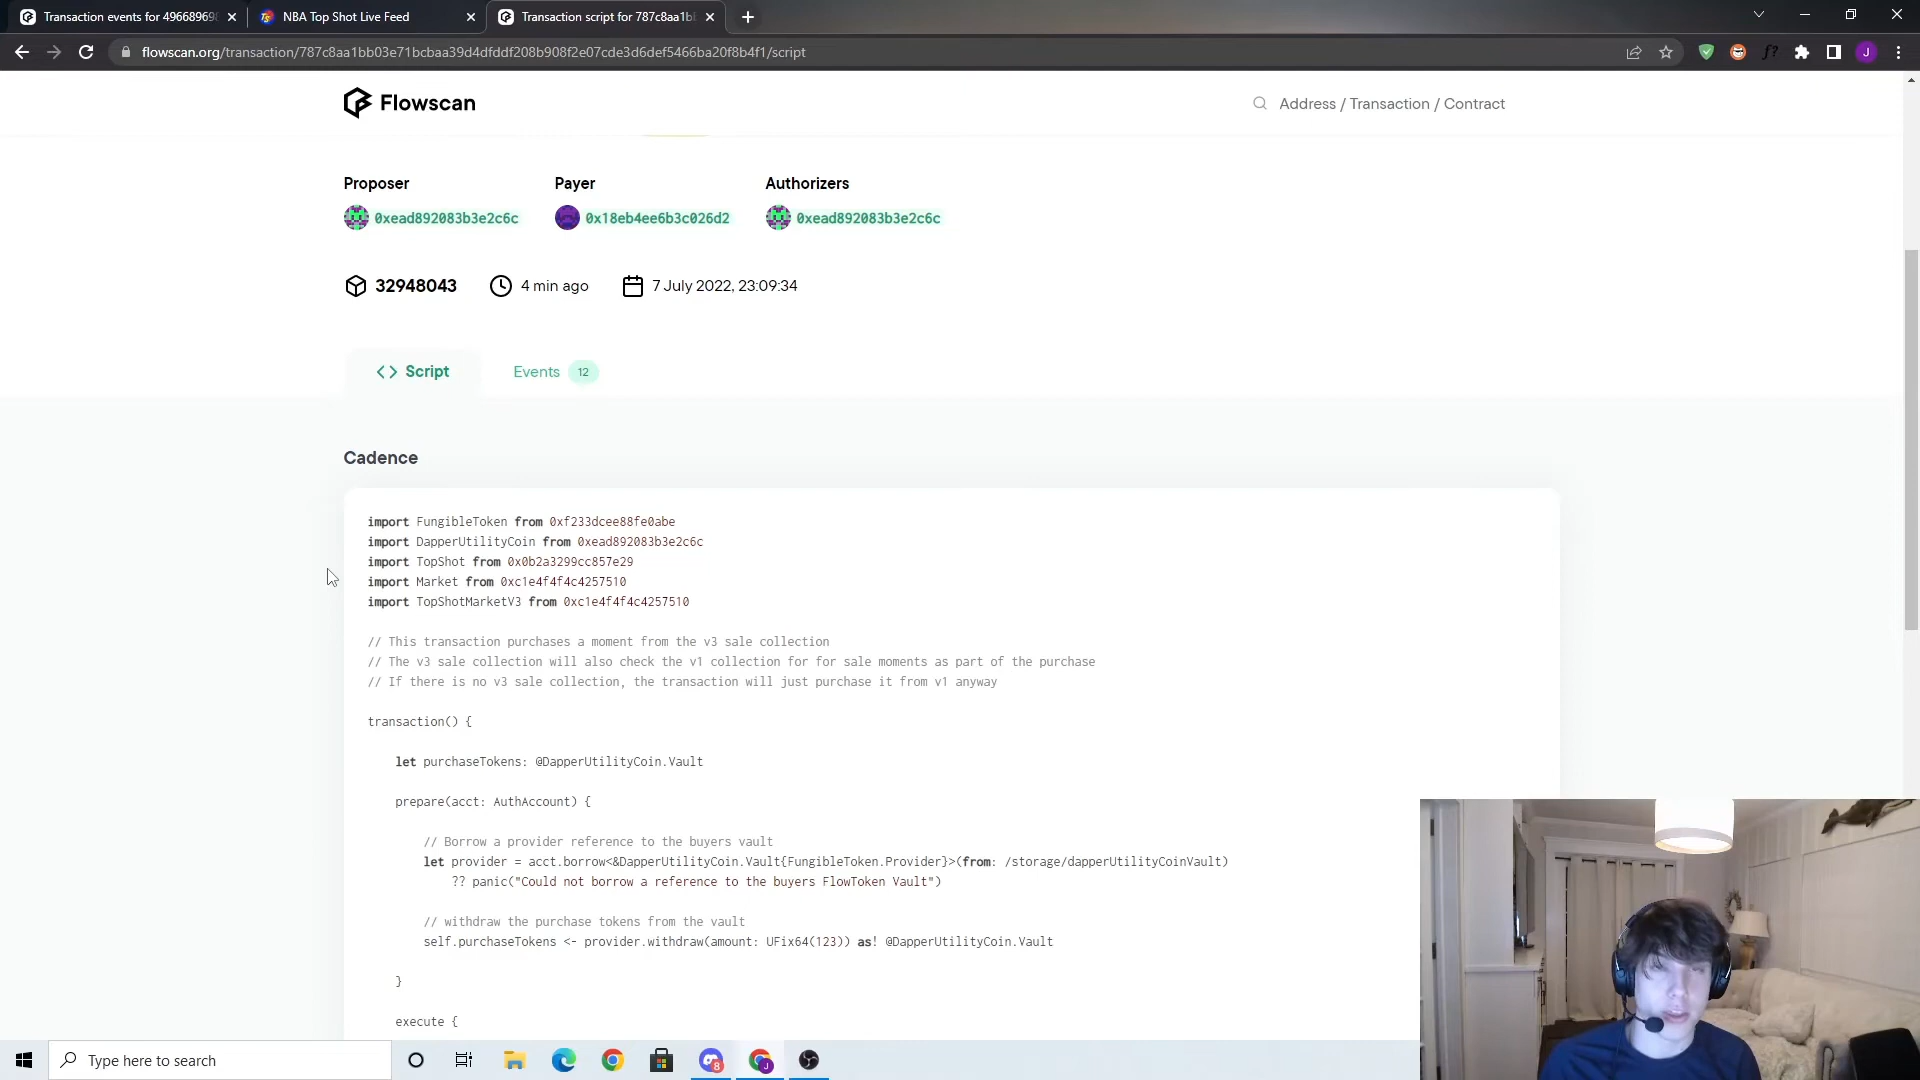 Transaction events for 49668969
NBA Top Shot Live Feed
Transaction script for 787c8aa1b
flowscan.org/transaction/787c8aa1bb03e71bcbaa39d4dfddf208b908f2e07cde3d6def5466ba20f8b4f1/script
J
Flowscan
Address / Transaction / Contract
Proposer
Payer
Authorizers
0xead892083b3e2c6c
0x18eb4ee6b3c026d2
0xead892083b3e2c6c
32948043
4 min ago
7 July 2022, 23:09:34
<> Script
Events 12
Cadence
import FungibleToken from 0xf233dcee88fe0abe
import DapperUtilityCoin from 0xead892083b3e2c6c
import TopShot from 0x0b2a3299cc857e29
import Market from 0xc1e4f4f4c4257510
import TopShotMarketV3 from 0xc1e4f4f4c4257510
// This transaction purchases a moment from the v3 sale collection
// The v3 sale collection will also check the v1 collection for for sale moments as part of the purchase
// If there is no v3 sale collection, the transaction will just purchase it from v1 anyway
transaction() {
let purchaseTokens: @DapperUtilityCoin.Vault
prepare(acct: AuthAccount) {
// Borrow a provider reference to the buyers vault
let provider = acct.borrow<&DapperUtilityCoin.Vault{FungibleToken.Provider}>(from: /storage/dapperUtilityCoinVault)
?? panic("Could not borrow a reference to the buyers FlowToken Vault")
// withdraw the purchase tokens from the vault
self.purchaseTokens <- provider.withdraw(amount: UFix64(123)) as! @DapperUtilityCoin.Vault
}
execute {
Type here to search
8
J